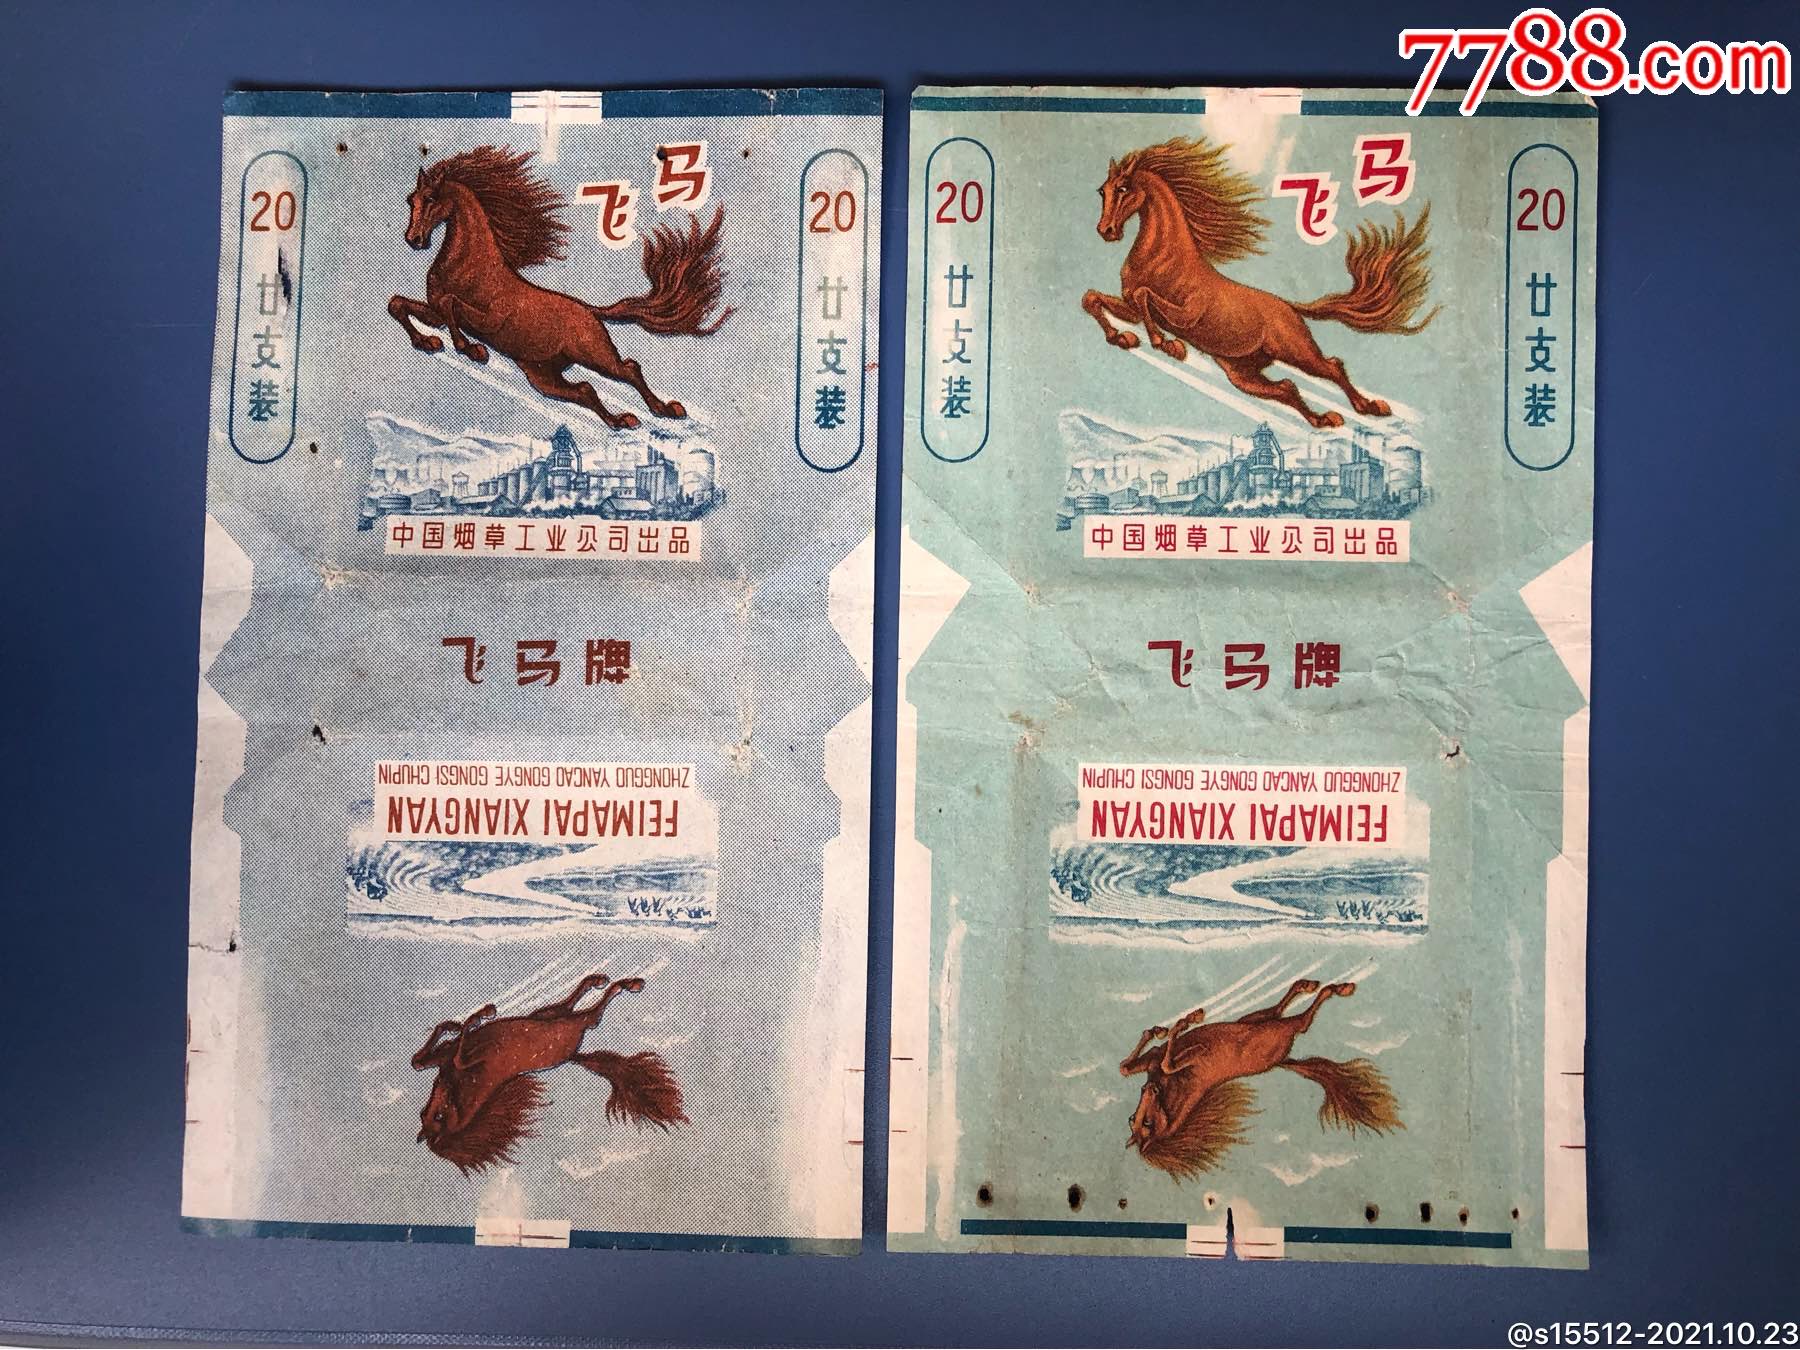 7788.com
20
廿支装
飞马
20
廿支装
中国烟草工业公司出品
飞马牌
ZHONGGUO YANCAO GONGYE GONGSI CHUPIN
FEIMAPAI XIANGYAN
20
廿支装
飞马
20
廿支装
中国烟草工业公司出品
飞马牌
ZHONGGUO YANCAO GONGYE GONGSI CHUPIN
FEIMAPAI XIANGYAN
@s15512-2021.10.23